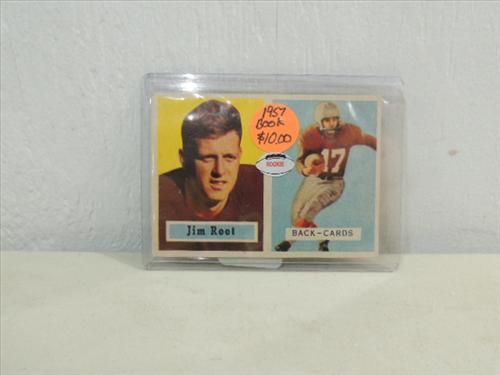 1957
BOOK
$10.00
ROOKIE
17
Jim Root
BACK-CARDS